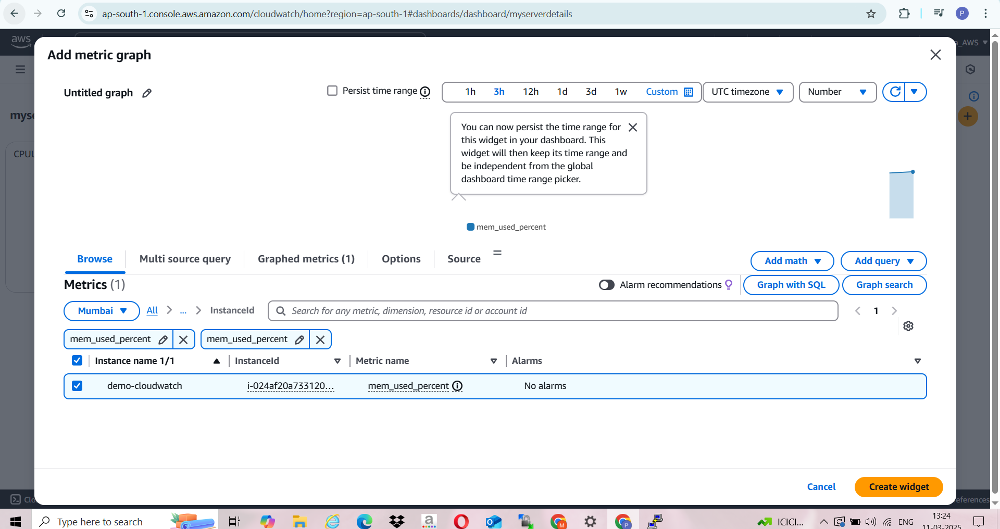 ap-south-1.console.aws.amazon.com/cloudwatch/home?region=ap-south-1#dashboards/dashboard/myserverdetails
P
aws
a_AWS
Add metric graph
Untitled graph
Persist time range
1h 3h 12h 1d 3d 1w Custom
UTC timezone
Number
myse
CPUU
You can now persist the time range for
this widget in your dashboard. This
widget will then keep its time range and
be independent from the global
dashboard time range picker.
mem_used_percent
Browse
Multi source query
Graphed metrics (1)
Options
Source
Add math
Add query
Metrics (1)
Alarm recommendations
Graph with SQL
Graph search
Mumbai
All
...
InstanceId
Search for any metric, dimension, resource id or account id
1
mem_used_percent
mem_used_percent
Instance name 1/1
InstanceId
Metric name
Alarms
demo-cloudwatch
i-024af20a733120...
mem_used_percent
No alarms
Cancel
Create widget
Clo
eferences
Type here to search
a
M
P
ICICI...
ENG
13:24
11-03-2025